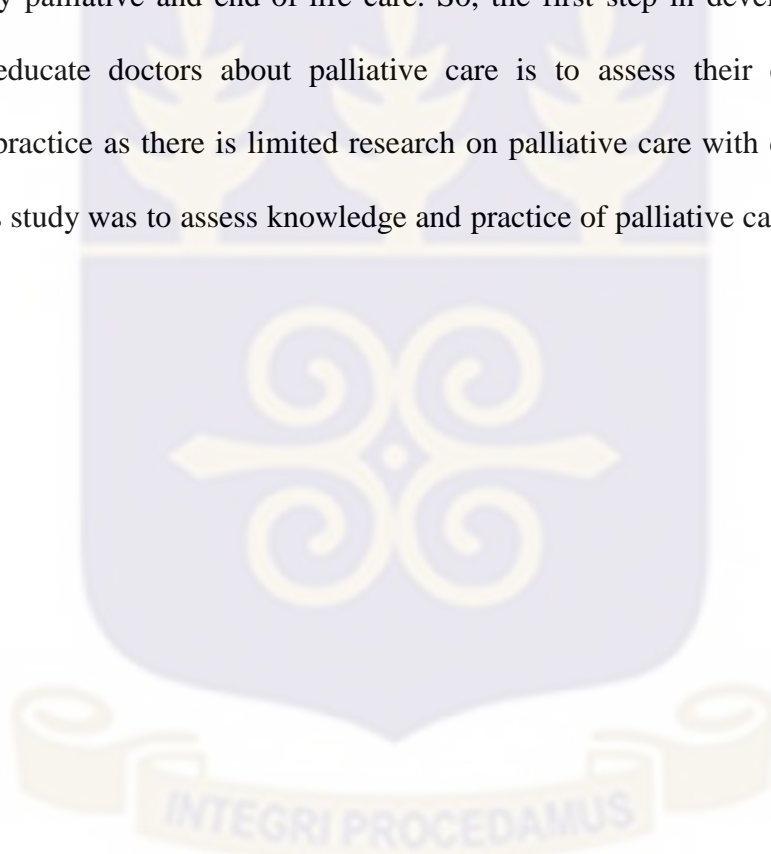 y palliative and end of life care. So, the first step in devel
educate doctors about palliative care is to assess their
practice as there is limited research on palliative care with
s study was to assess knowledge and practice of palliative ca
INTEGRI PROCEDAMUS